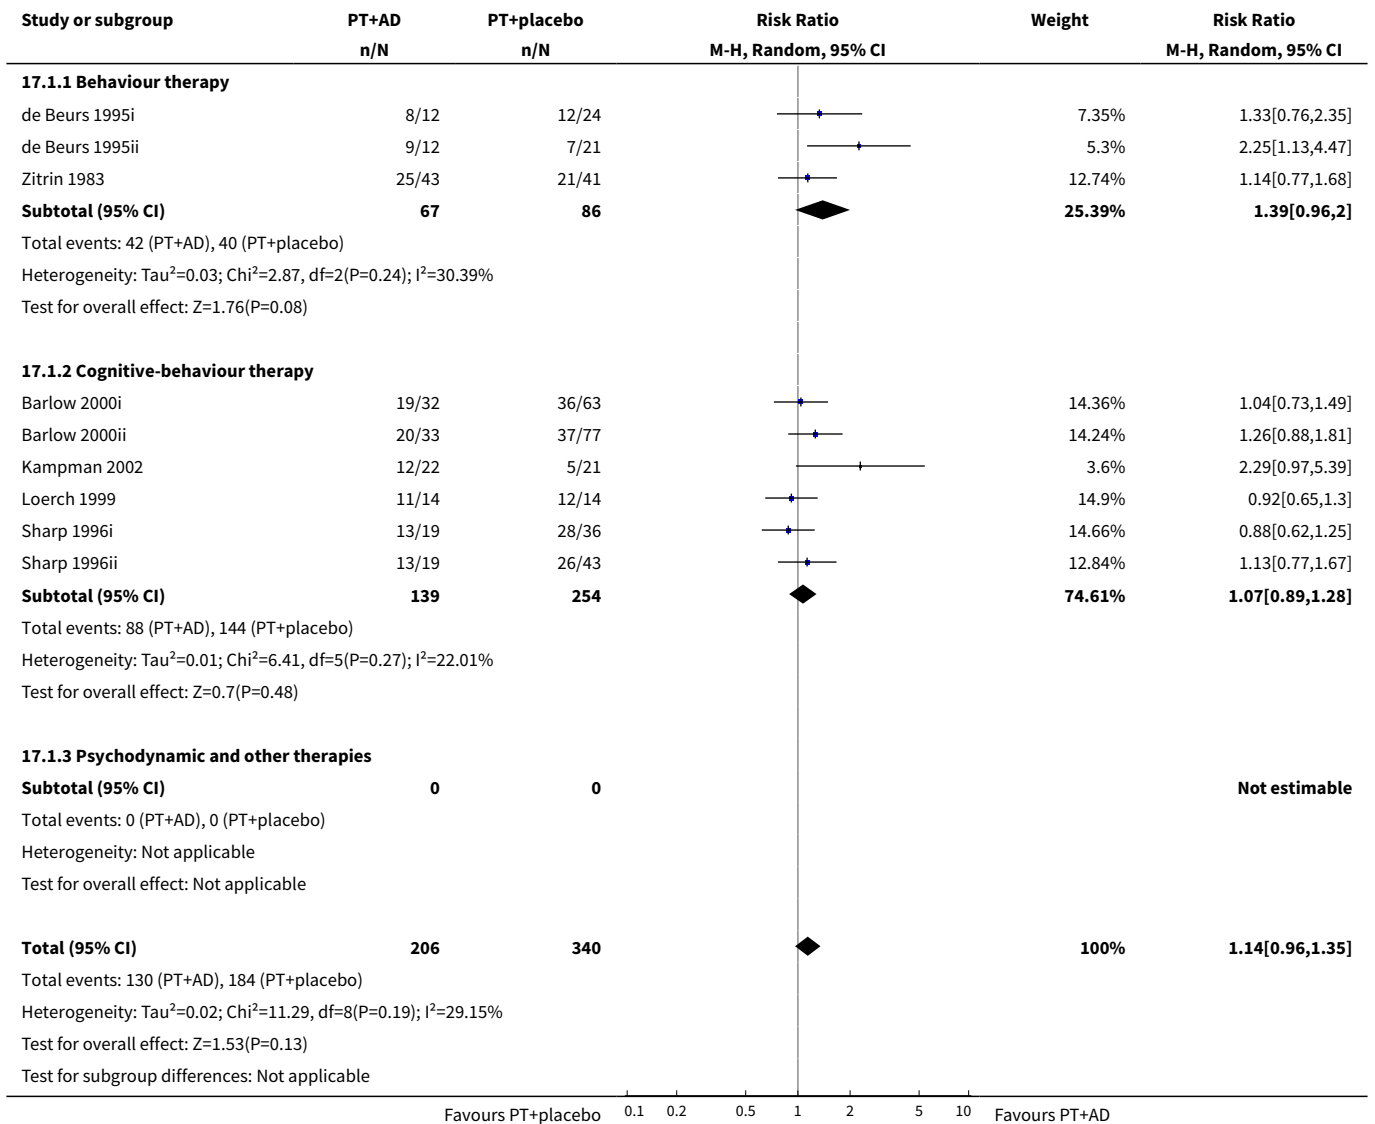 Study or subgroup PT+AD PT+placebo Risk Ratio Weight Risk Ratio
n/N n/N M-H, Random, 95% CI M-H, Random, 95% CI
17.1.1 Behaviour therapy
de Beurs 1995i 8/12 12/24 7.35% 1.33[0.76,2.35]
de Beurs 1995ii 9/12 7/21 5.3% 2.25[1.13,4.47]
Zitrin 1983 25/43 21/41 12.74% 1.14[0.77,1.68]
Subtotal (95% CI) 67 86 25.39% 1.39[0.96,2]
Total events: 42 (PT+AD), 40 (PT+placebo)
Heterogeneity: Tau²=0.03; Chi²=2.87, df=2(P=0.24); I²=30.39%
Test for overall effect: Z=1.76(P=0.08)
17.1.2 Cognitive-behaviour therapy
Barlow 2000i 19/32 36/63 14.36% 1.04[0.73,1.49]
Barlow 2000ii 20/33 37/77 14.24% 1.26[0.88,1.81]
Kampman 2002 12/22 5/21 3.6% 2.29[0.97,5.39]
Loerch 1999 11/14 12/14 14.9% 0.92[0.65,1.3]
Sharp 1996i 13/19 28/36 14.66% 0.88[0.62,1.25]
Sharp 1996ii 13/19 26/43 12.84% 1.13[0.77,1.67]
Subtotal (95% CI) 139 254 74.61% 1.07[0.89,1.28]
Total events: 88 (PT+AD), 144 (PT+placebo)
Heterogeneity: Tau²=0.01; Chi²=6.41, df=5(P=0.27); I²=22.01%
Test for overall effect: Z=0.7(P=0.48)
17.1.3 Psychodynamic and other therapies
Subtotal (95% CI) 0 0 Not estimable
Total events: 0 (PT+AD), 0 (PT+placebo)
Heterogeneity: Not applicable
Test for overall effect: Not applicable
Total (95% CI) 206 340 100% 1.14[0.96,1.35]
Total events: 130 (PT+AD), 184 (PT+placebo)
Heterogeneity: Tau²=0.02; Chi²=11.29, df=8(P=0.19); I²=29.15%
Test for overall effect: Z=1.53(P=0.13)
Test for subgroup differences: Not applicable
Favours PT+placebo 0.1 0.2 0.5 1 2 5 10 Favours PT+AD